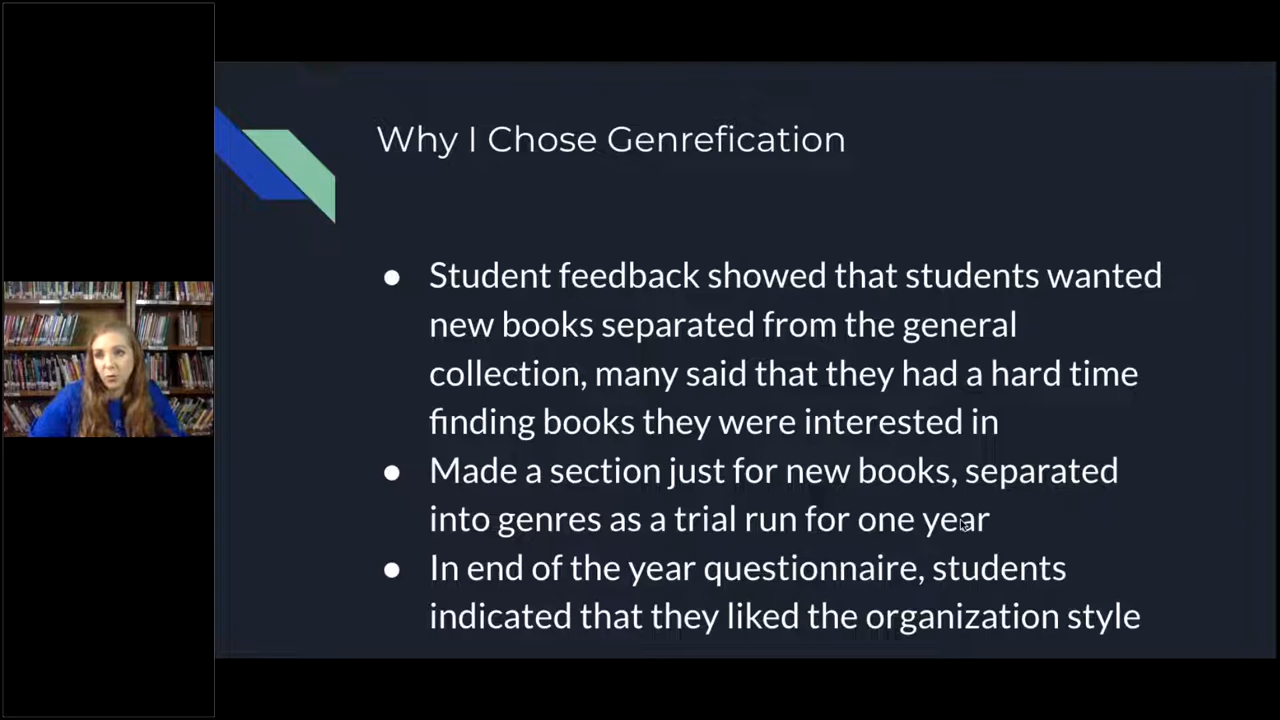 Why I Chose Genrefication
● Student feedback showed that students wanted
new books separated from the general
collection, many said that they had a hard time
finding books they were interested in
● Made a section just for new books, separated
into genres as a trial run for one year
● In end of the year questionnaire, students
indicated that they liked the organization style